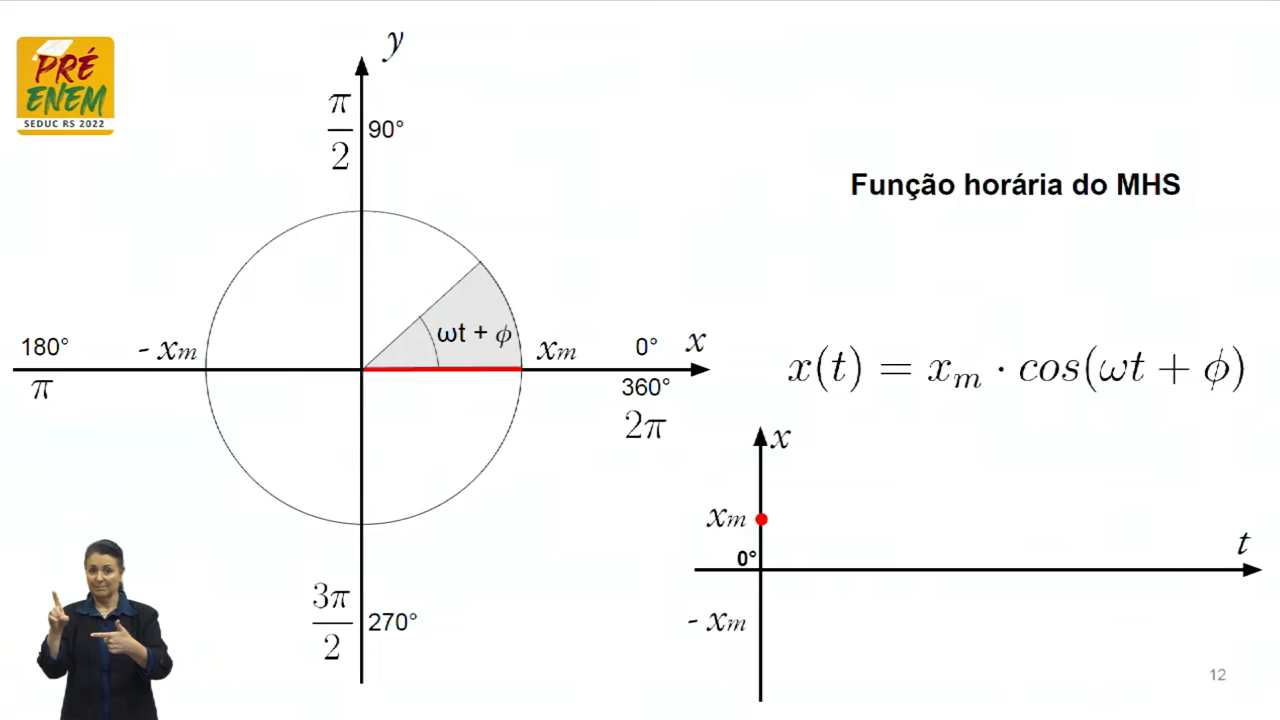 PRÉ
ENEM
SEDUC RS 2022
y
π/2
90°
Função horária do MHS
ωt + ϕ
180°
- xm
xm
0°
x
π
360°
2π
x(t) = xₘ · cos(ωt + ϕ)
x
xm
0°
t
- xm
3π/2
270°
12